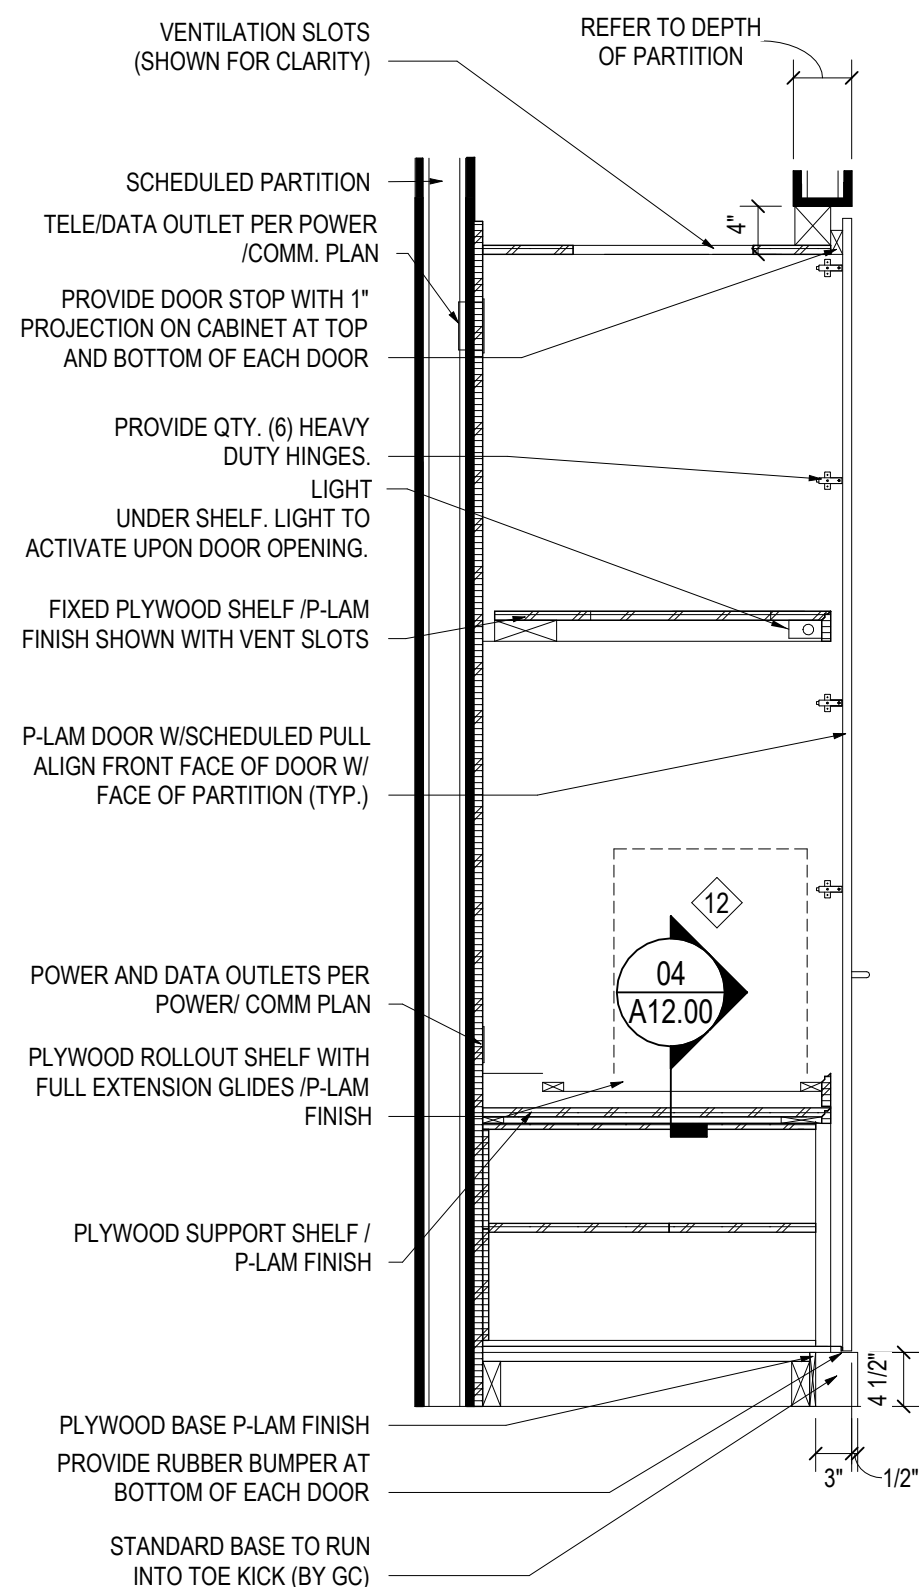 VENTILATION SLOTS
(SHOWN FOR CLARITY)
REFER TO DEPTH
OF PARTITION
SCHEDULED PARTITION
4"
TELE/DATA OUTLET PER POWER
/COMM. PLAN
PROVIDE DOOR STOP WITH 1"
PROJECTION ON CABINET AT TOP
AND BOTTOM OF EACH DOOR
PROVIDE QTY. (6) HEAVY
DUTY HINGES.
LIGHT
UNDER SHELF. LIGHT TO
ACTIVATE UPON DOOR OPENING.
FIXED PLYWOOD SHELF /P-LAM
FINISH SHOWN WITH VENT SLOTS
P-LAM DOOR W/SCHEDULED PULL
ALIGN FRONT FACE OF DOOR W/
FACE OF PARTITION (TYP.)
12
04
A12.00
POWER AND DATA OUTLETS PER
POWER/ COMM PLAN
PLYWOOD ROLLOUT SHELF WITH
FULL EXTENSION GLIDES /P-LAM
FINISH
PLYWOOD SUPPORT SHELF /
P-LAM FINISH
4 1/2"
PLYWOOD BASE P-LAM FINISH
PROVIDE RUBBER BUMPER AT
BOTTOM OF EACH DOOR
3"
1/2"
STANDARD BASE TO RUN
INTO TOE KICK (BY GC)